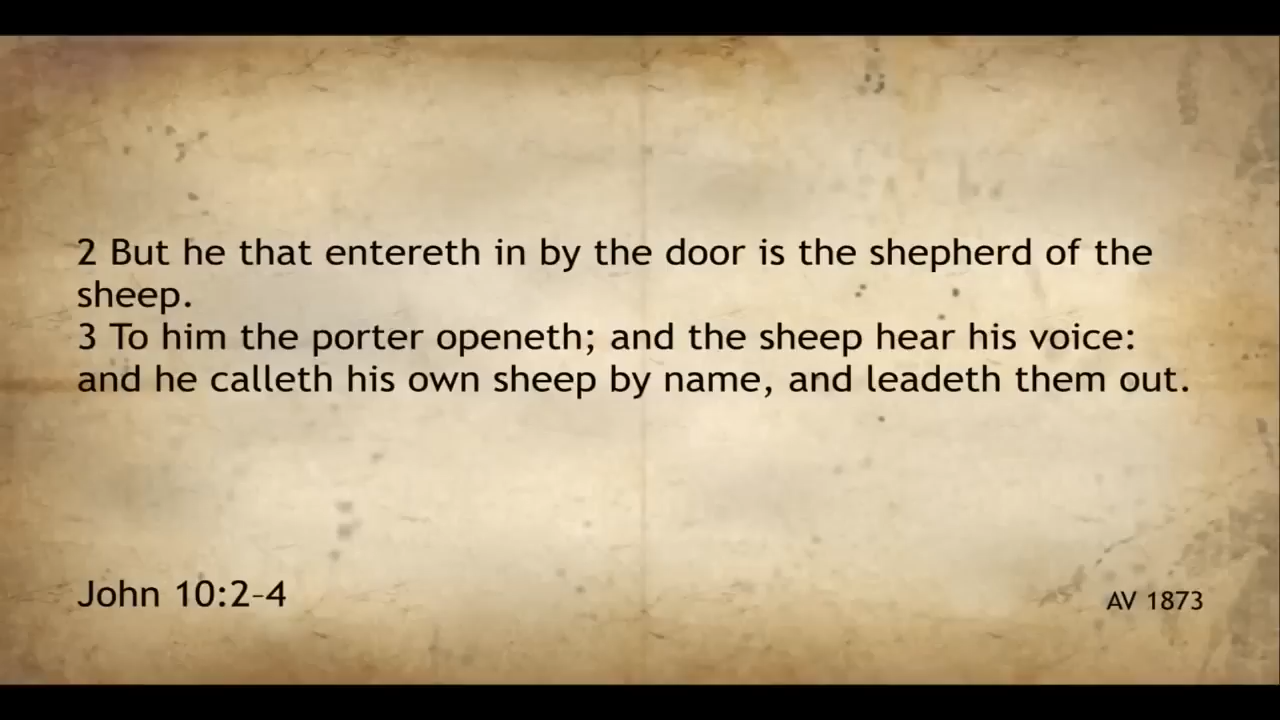 2 But he that entereth in by the door is the shepherd of the
sheep.
3 To him the porter openeth; and the sheep hear his voice:
and he calleth his own sheep by name, and leadeth them out.
John 10:2-4
AV 1873